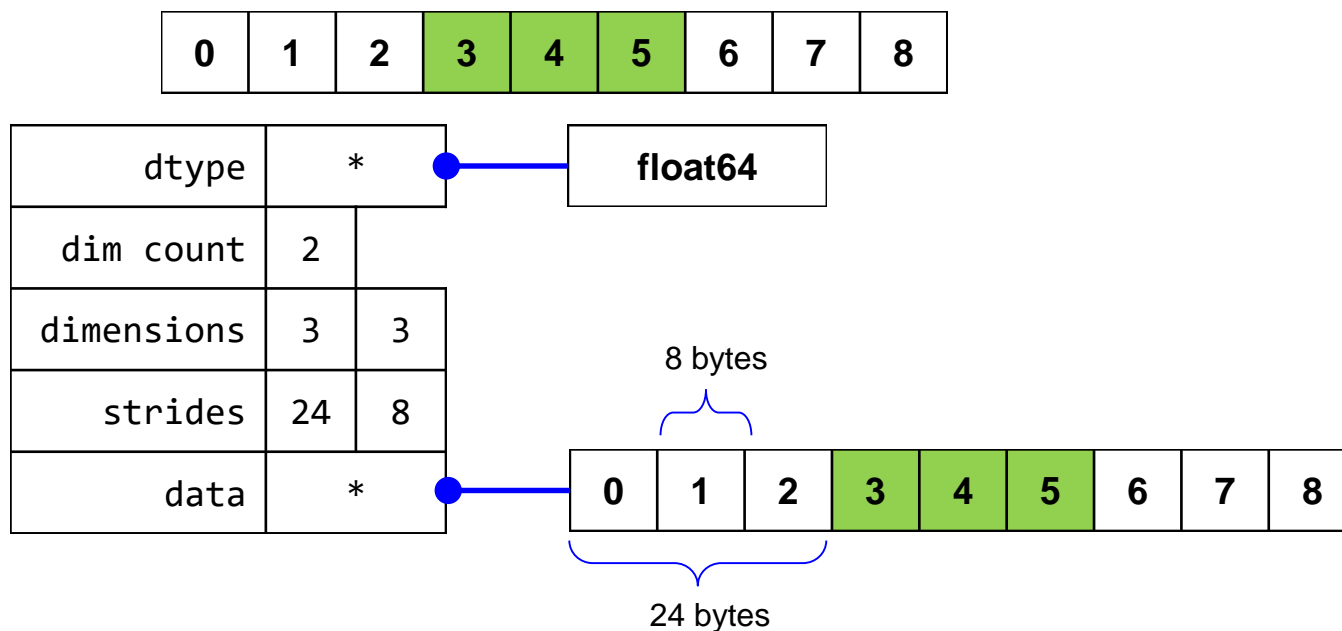 0 1 2 3 4 5 6 7 8
dtype * float64
dim count 2
dimensions 3 3
8 bytes
strides 24 8
data * 0 1 2 3 4 5 6 7 8
24 bytes